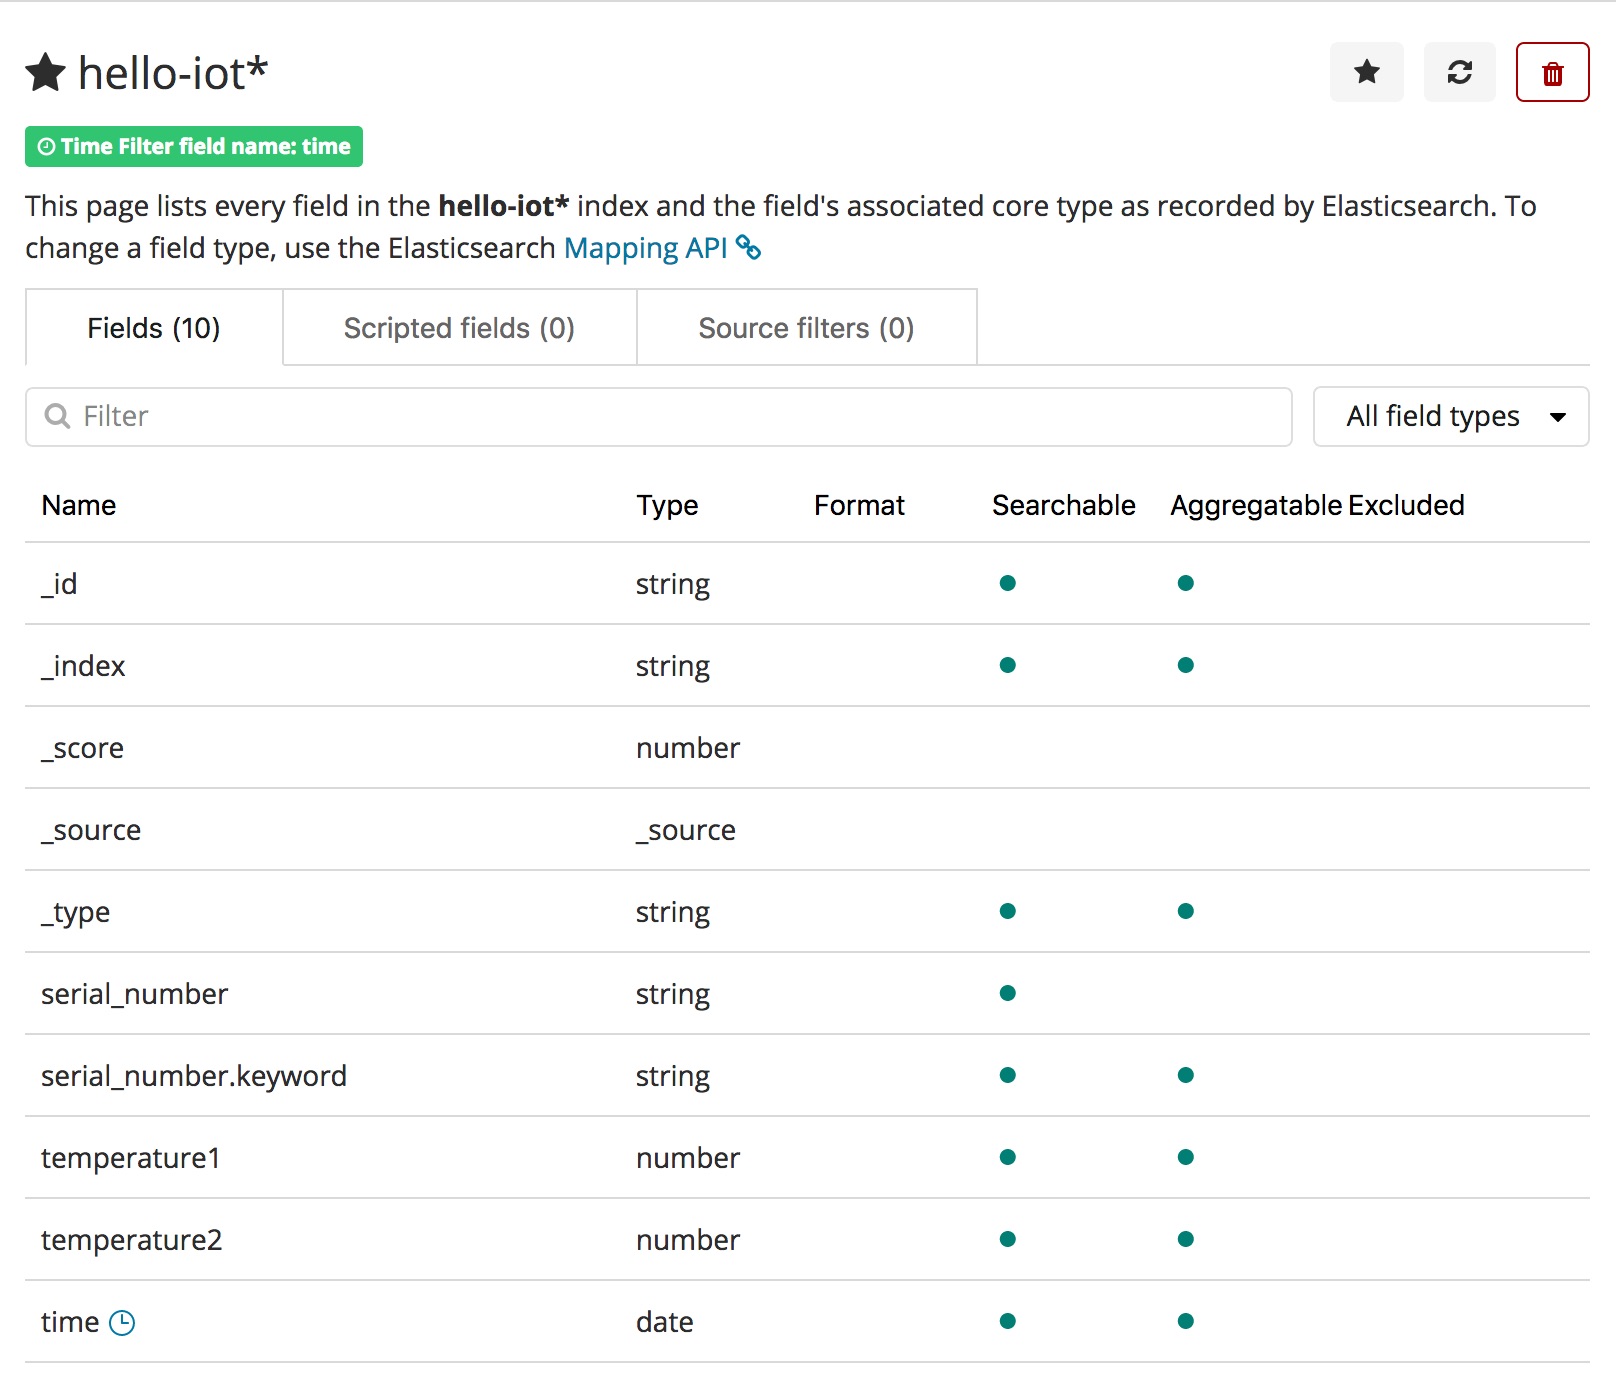 hello-iot*
Time Filter field name: time
This page lists every field in the hello-iot* index and the field's associated core type as recorded by Elasticsearch. To
change a field type, use the Elasticsearch Mapping API
Fields (10) Scripted fields (0) Source filters (0)
Filter All field types
Name Type Format Searchable Aggregatable Excluded
_id string
_index string
_score number
_source _source
_type string
serial_number string
serial_number.keyword string
temperature1 number
temperature2 number
time date